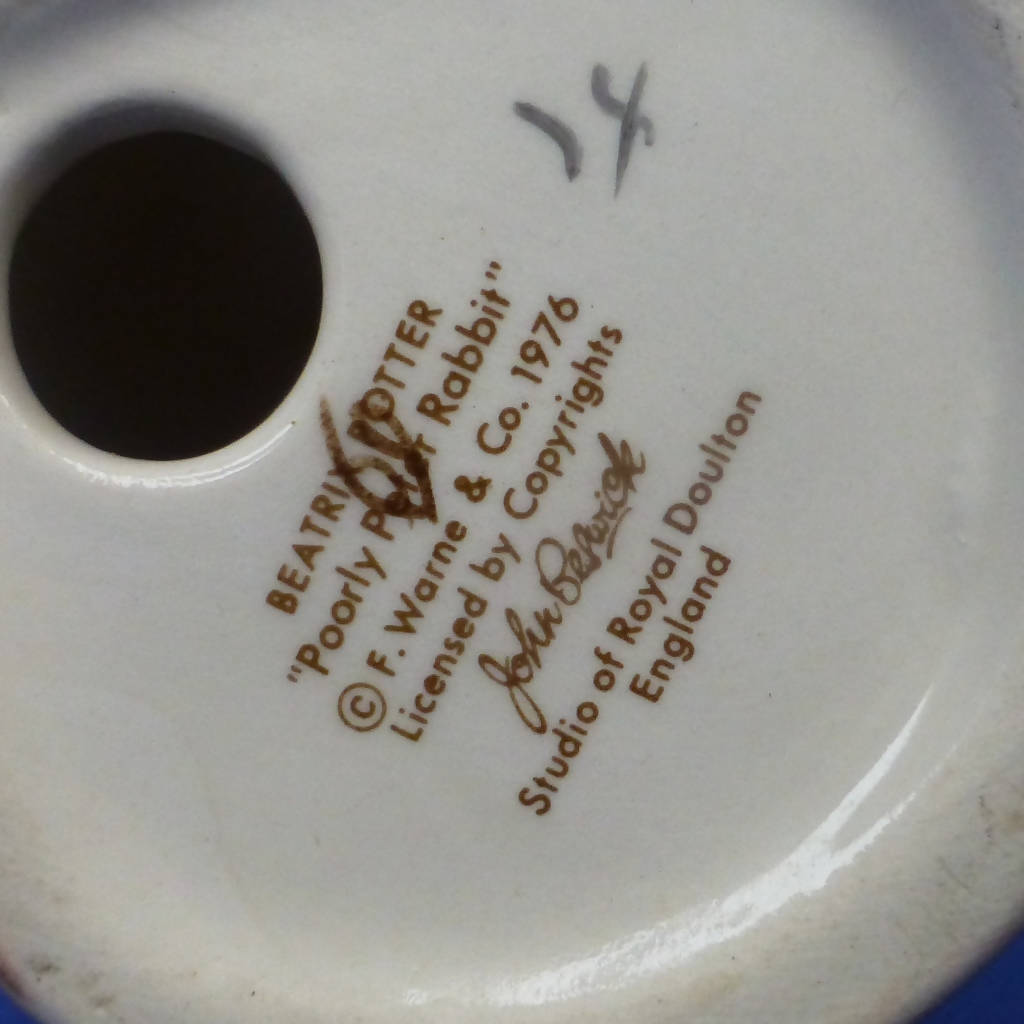 BEATRIX POTTER
"Poorly Peter Rabbit"
© F. Warne & Co. 1976
Licensed by Copyrights
John Beswick
Studio of Royal Doulton
England